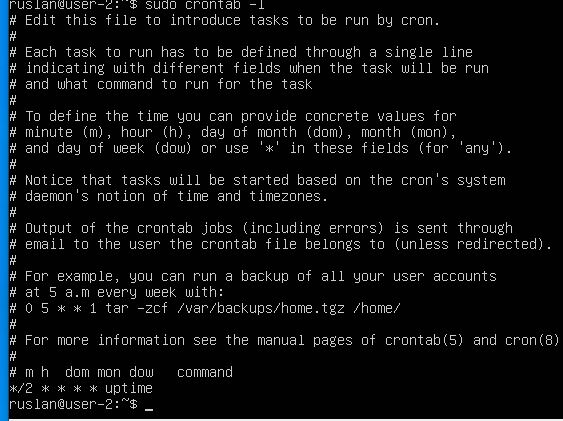 ruslan@user-2:~$ sudo crontab -l
# Edit this file to introduce tasks to be run by cron.
#
# Each task to run has to be defined through a single line
# indicating with different fields when the task will be run
# and what command to run for the task
#
# To define the time you can provide concrete values for
# minute (m), hour (h), day of month (dom), month (mon),
# and day of week (dow) or use '*' in these fields (for 'any').
#
# Notice that tasks will be started based on the cron's system
# daemon's notion of time and timezones.
#
# Output of the crontab jobs (including errors) is sent through
# email to the user the crontab file belongs to (unless redirected).
#
# For example, you can run a backup of all your user accounts
# at 5 a.m every week with:
# 0 5 * * 1 tar -zcf /var/backups/home.tgz /home/
#
# For more information see the manual pages of crontab(5) and cron(8)
#
# m h  dom mon dow   command
*/2 * * * * uptime
ruslan@user-2:~$ _